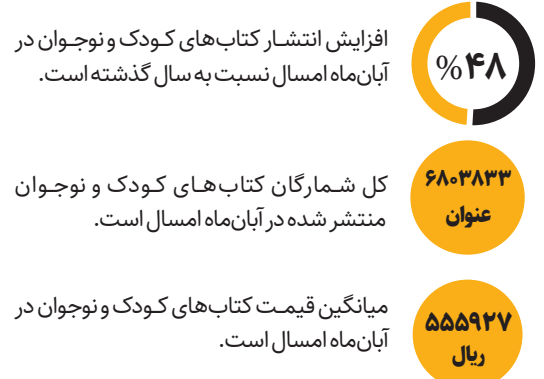 %۴۸
افزایش انتشار کتاب‌های کودک و نوجوان در
آبان‌ماه امسال نسبت به سال گذشته است.
۶۸۰۳۸۳۳
عنوان
کل شمارگان کتاب‌های کودک و نوجوان
منتشر شده در آبان‌ماه امسال است.
۵۵۵۹۲۷
ریال
میانگین قیمت کتاب‌های کودک و نوجوان در
آبان‌ماه امسال است.